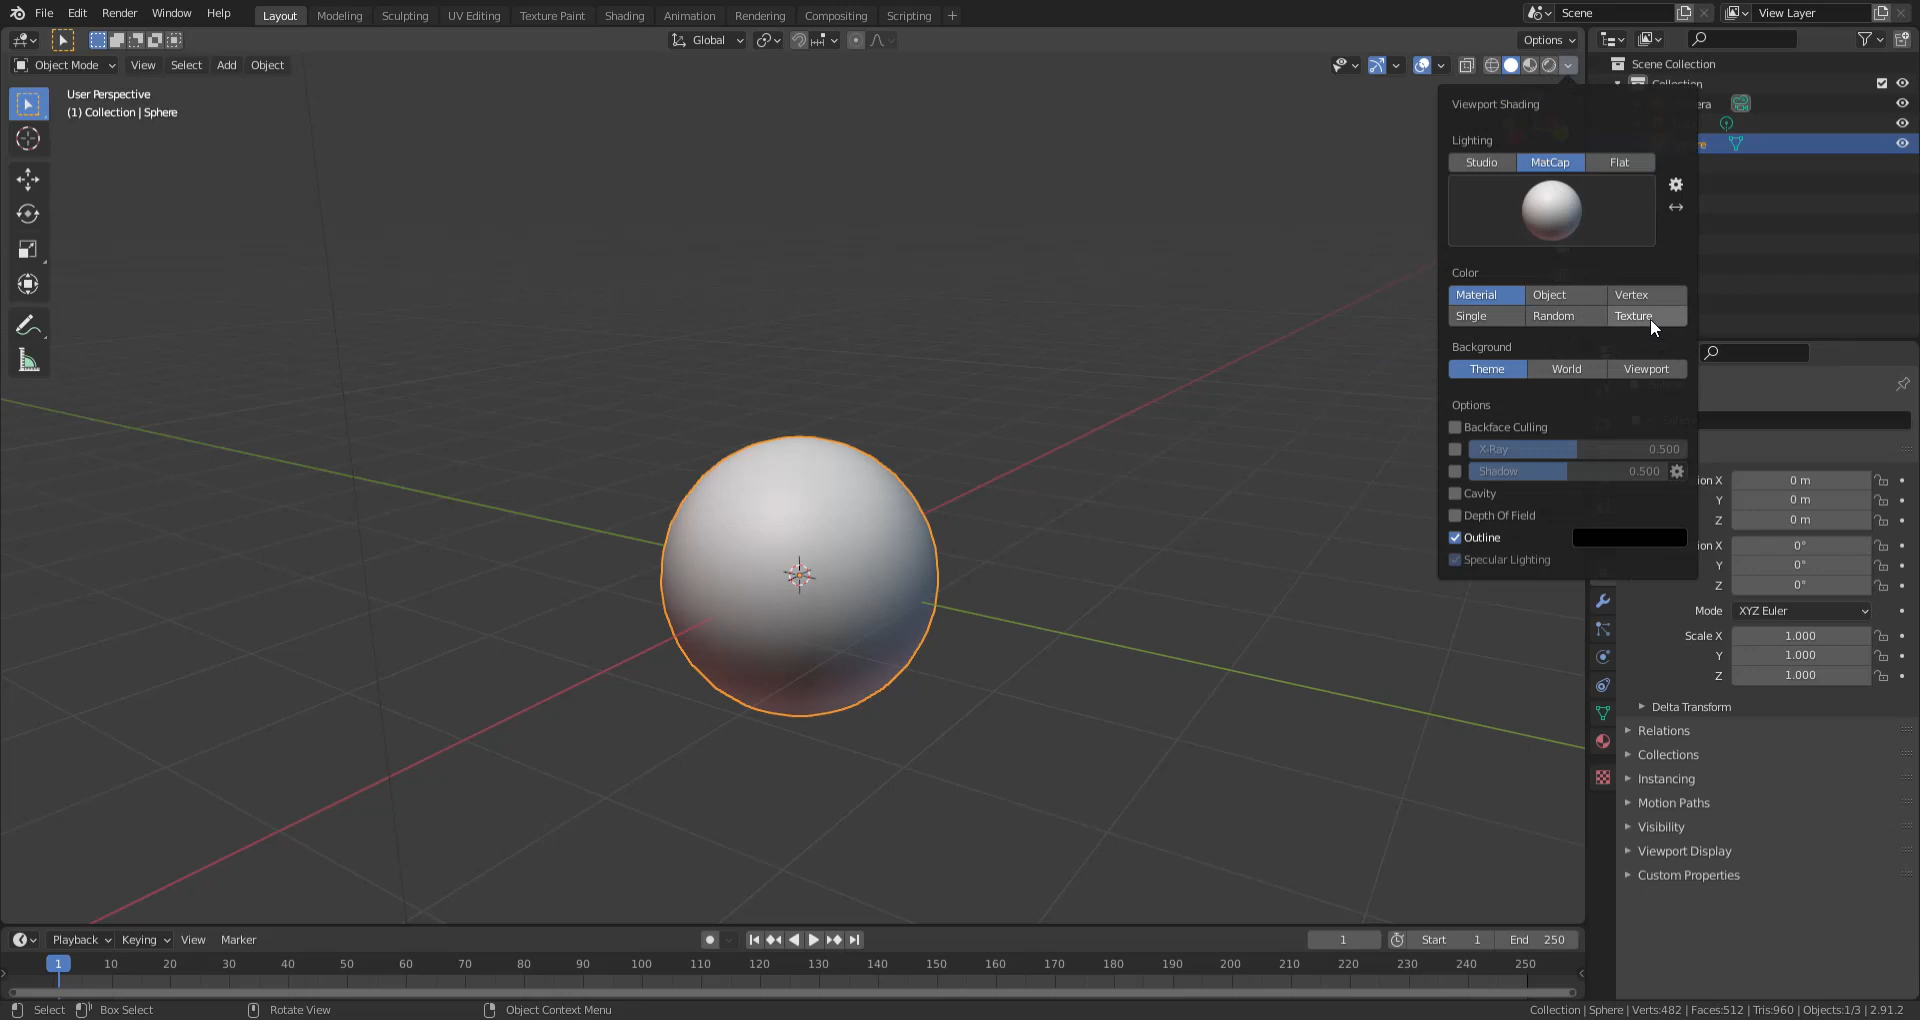 File Edit Render Window Help Layout Modeling Sculpting UV Editing Texture Paint Shading Animation Rendering Compositing Scripting + Scene View Layer
Global Options
Object Mode View Select Add Object
User Perspective
(1) Collection | Sphere
Scene Collection
Collection
era
re
Viewport Shading
Lighting
Studio MatCap Flat
Color
Material Object Vertex
Single Random Texture
Background
Theme World Viewport
Options
Backface Culling
X-Ray 0.500
Shadow 0.500
Cavity
Depth Of Field
Outline
Specular Lighting
ion X 0 m
Y 0 m
Z 0 m
ion X 0°
Y 0°
Z 0°
Mode XYZ Euler
Scale X 1.000
Y 1.000
Z 1.000
Delta Transform
Relations
Collections
Instancing
Motion Paths
Visibility
Viewport Display
Custom Properties
Playback Keying View Marker 1 Start 1 End 250
1 10 20 30 40 50 60 70 80 90 100 110 120 130 140 150 160 170 180 190 200 210 220 230 240 250
Select Box Select Rotate View Object Context Menu Collection | Sphere | Verts:482 | Faces:512 | Tris:960 | Objects:1/3 | 2.91.2